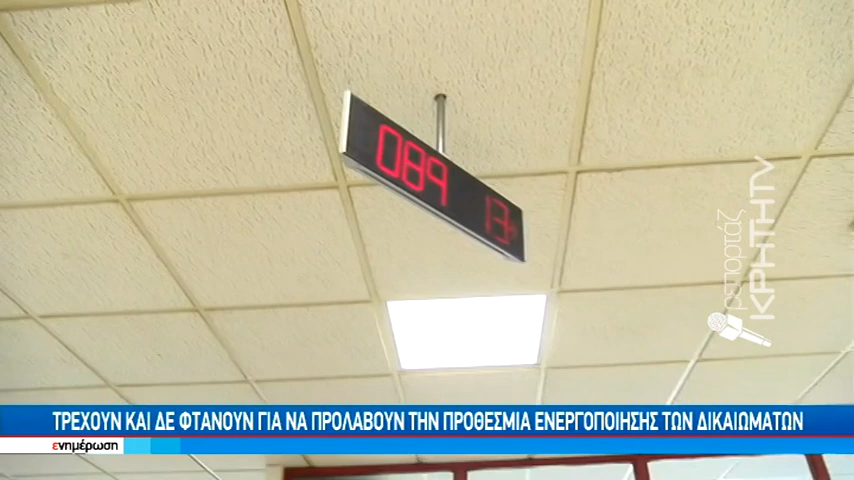 089 13
ρεπορτάζ
ΚΡΗΤΗTV
ΤΡΕΧΟΥΝ ΚΑΙ ΔΕ ΦΤΑΝΟΥΝ ΓΙΑ ΝΑ ΠΡΟΛΑΒΟΥΝ ΤΗΝ ΠΡΟΘΕΣΜΙΑ ΕΝΕΡΓΟΠΟΙΗΣΗΣ ΤΩΝ ΔΙΚΑΙΩΜΑΤΩΝ
ενημέρωση